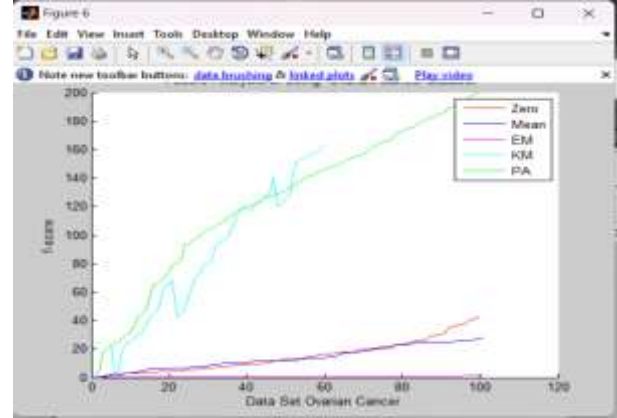 Figure 6
File Edit View Insert Tools Desktop Window Help
Note new toolbar buttons: data brushing & linked plots Play video
200
180
160
140
120
100
80
60
40
20
0
f-score
Zero
Mean
EM
KM
PA
0 20 40 60 80 100 120
Data Set Ovarian Cancer